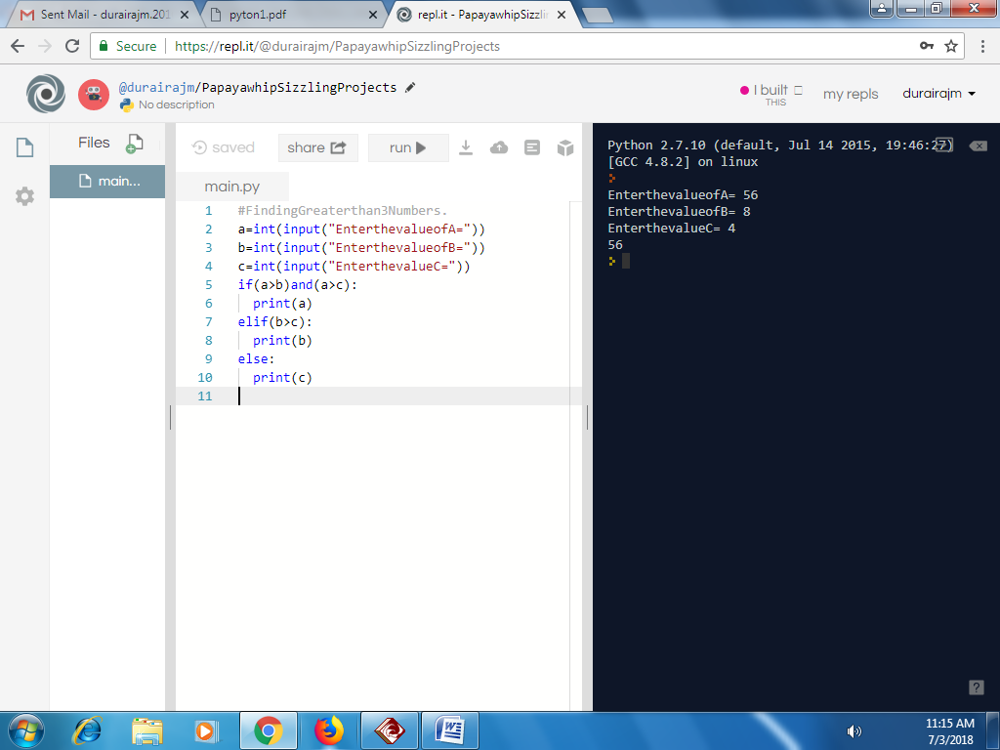 Sent Mail - durairajm.201
pyton1.pdf
repl.it - PapayawhipSizzlin
Secure
https://repl.it/@durairajm/PapayawhipSizzlingProjects
@durairajm/PapayawhipSizzlingProjects
No description
I built
THIS
my repls
durairajm
Files
main...
saved
share
run
main.py
1 #FindingGreaterthan3Numbers.
2 a=int(input("EnterthevalueofA="))
3 b=int(input("EnterthevalueofB="))
4 c=int(input("EnterthevalueC="))
5 if(a>b)and(a>c):
6 print(a)
7 elif(b>c):
8 print(b)
9 else:
10 print(c)
11
Python 2.7.10 (default, Jul 14 2015, 19:46:27)
[GCC 4.8.2] on linux
EnterthevalueofA= 56
EnterthevalueofB= 8
EnterthevalueC= 4
56
?
11:15 AM
7/3/2018